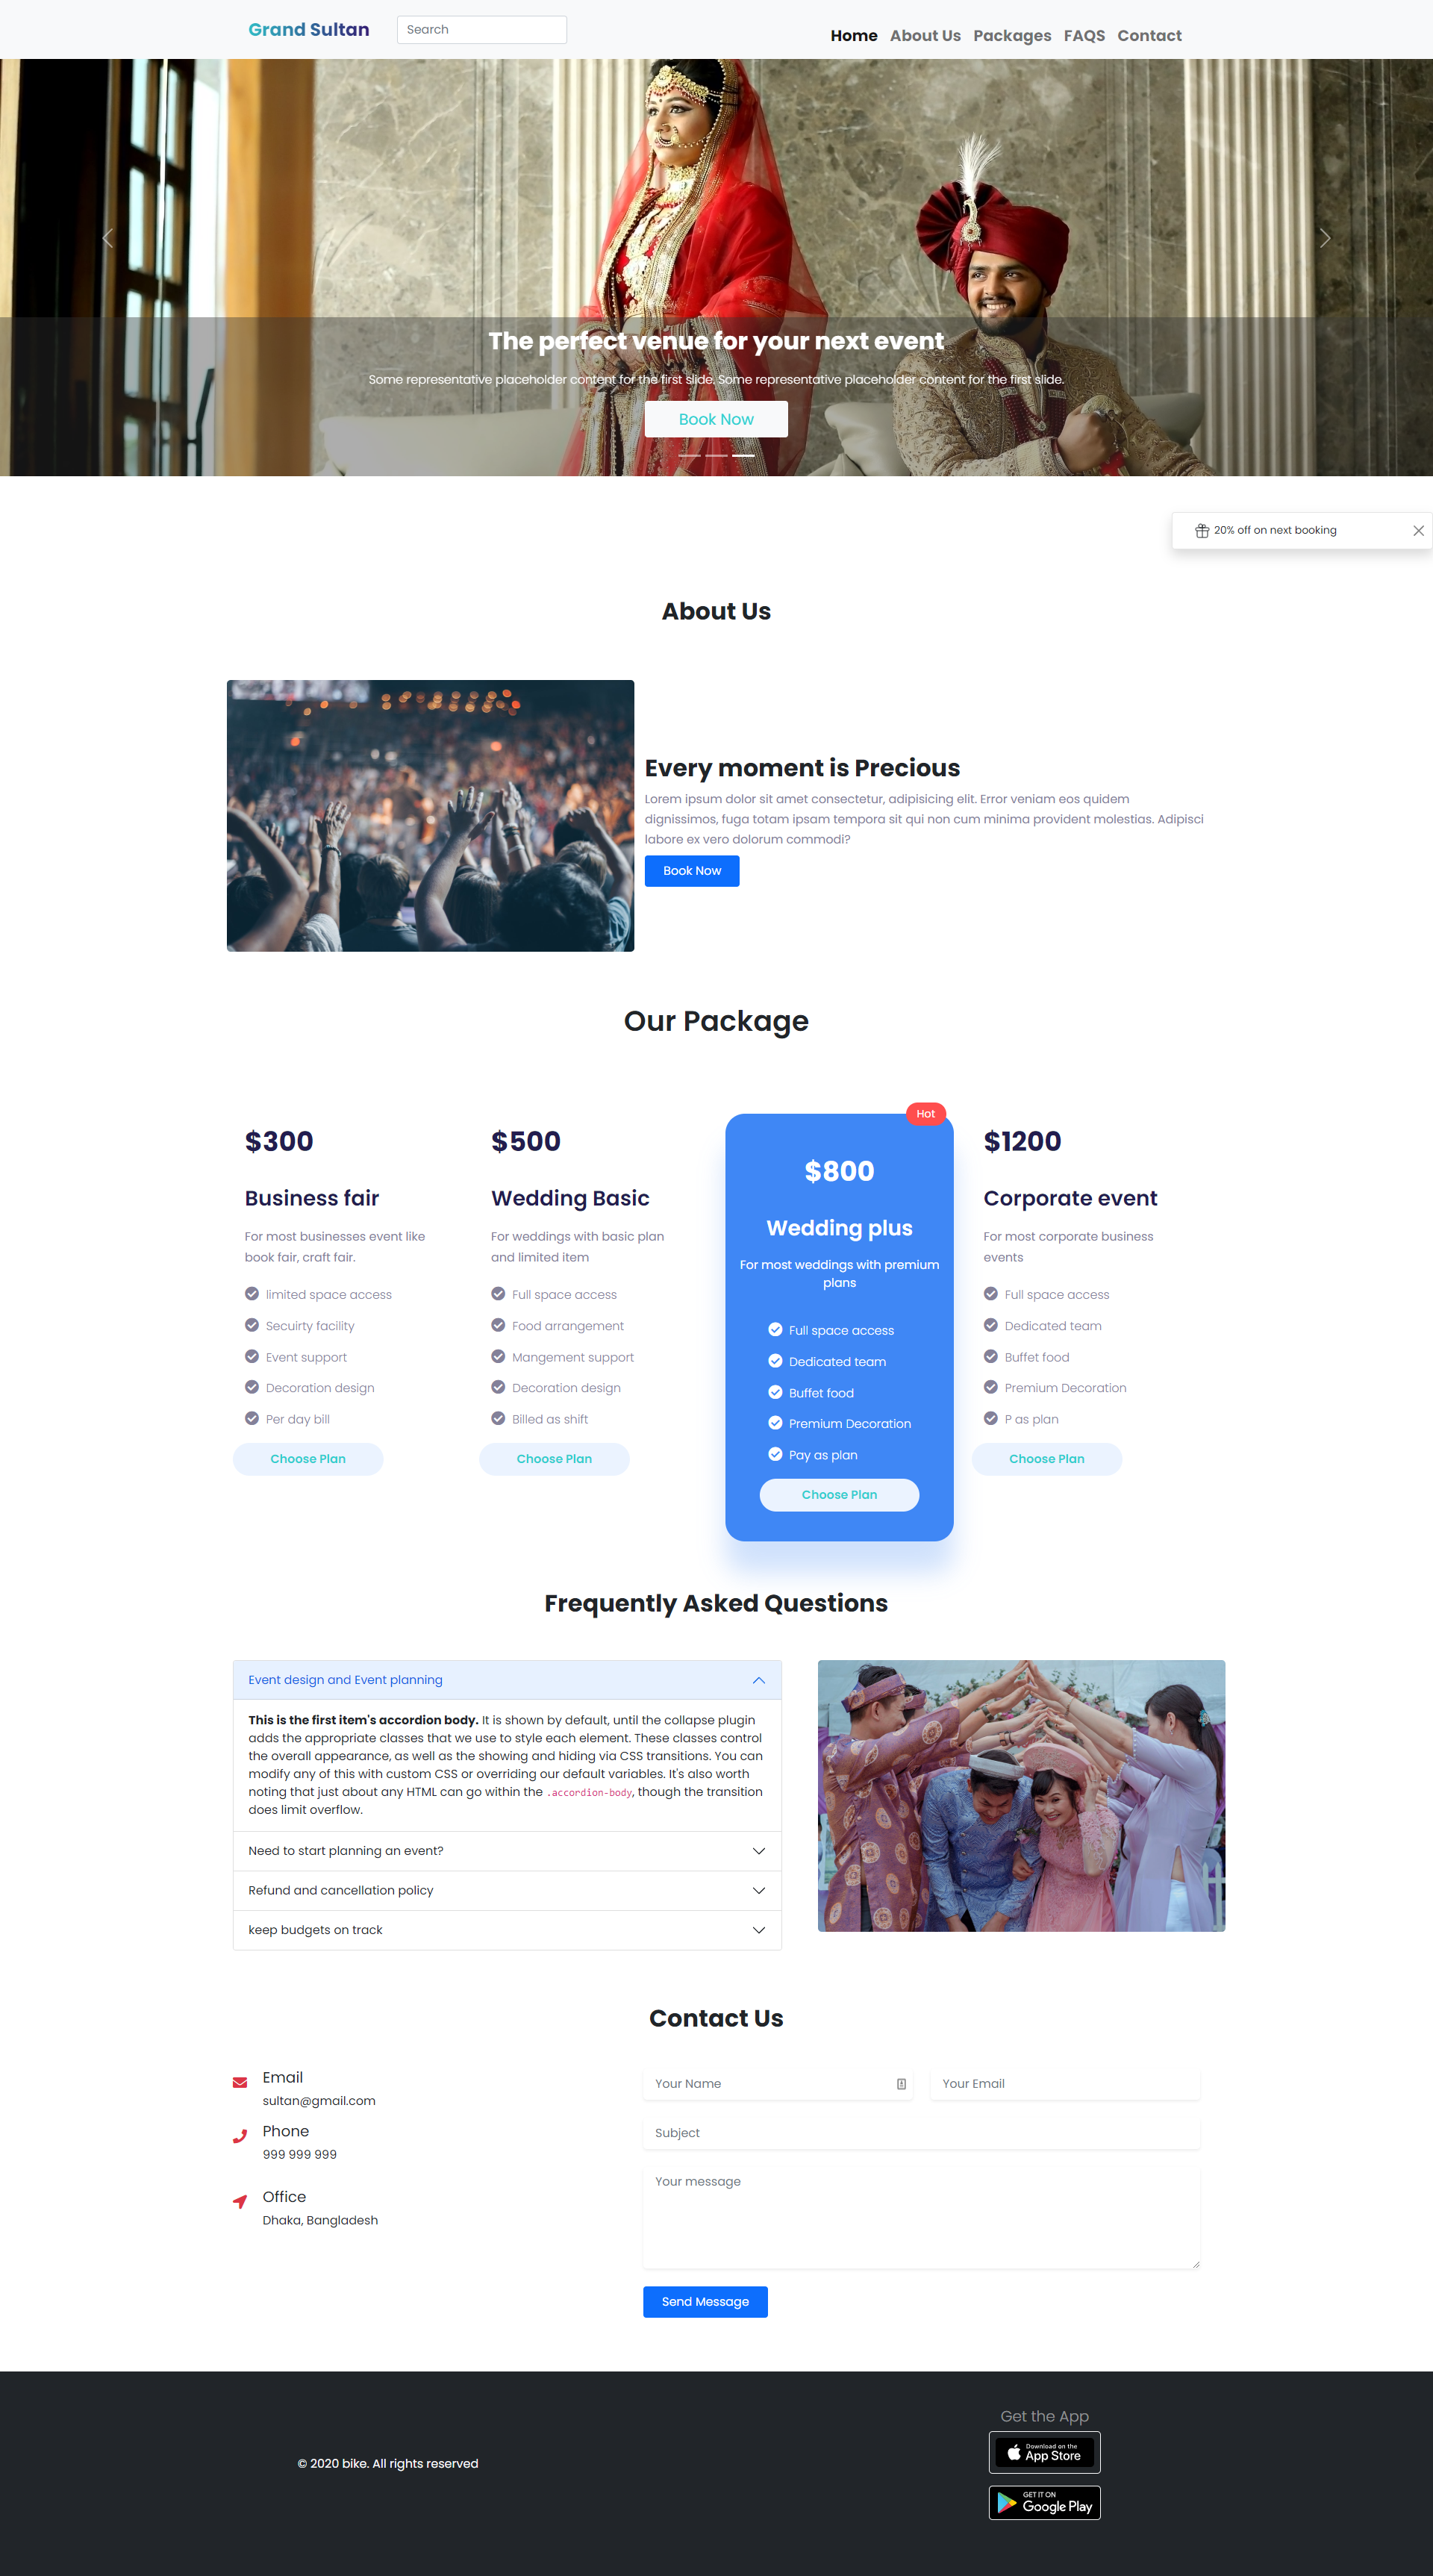 Grand Sultan
Search
Home About Us Packages FAQS Contact
The perfect venue for your next event
Some representative placeholder content for the first slide. Some representative placeholder content for the first slide.
Book Now
20% off on next booking
About Us
Every moment is Precious
Lorem ipsum dolor sit amet consectetur, adipisicing elit. Error veniam eos quidem
dignissimos, fuga totam ipsam tempora sit qui non cum minima provident molestias. Adipisci
labore ex vero dolorum commodi?
Book Now
Our Package
$300
Business fair
For most businesses event like
book fair, craft fair.
limited space access
Secuirty facility
Event support
Decoration design
Per day bill
Choose Plan
$500
Wedding Basic
For weddings with basic plan
and limited item
Full space access
Food arrangement
Mangement support
Decoration design
Billed as shift
Choose Plan
Hot
$800
Wedding plus
For most weddings with premium
plans
Full space access
Dedicated team
Buffet food
Premium Decoration
Pay as plan
Choose Plan
$1200
Corporate event
For most corporate business
events
Full space access
Dedicated team
Buffet food
Premium Decoration
P as plan
Choose Plan
Frequently Asked Questions
Event design and Event planning
This is the first item's accordion body. It is shown by default, until the collapse plugin
adds the appropriate classes that we use to style each element. These classes control
the overall appearance, as well as the showing and hiding via CSS transitions. You can
modify any of this with custom CSS or overriding our default variables. It's also worth
noting that just about any HTML can go within the .accordion-body, though the transition
does limit overflow.
Need to start planning an event?
Refund and cancellation policy
keep budgets on track
Contact Us
Email
sultan@gmail.com
Phone
999 999 999
Office
Dhaka, Bangladesh
Your Name
Your Email
Subject
Your message
Send Message
© 2020 bike. All rights reserved
Get the App
Download on the
App Store
GET IT ON
Google Play